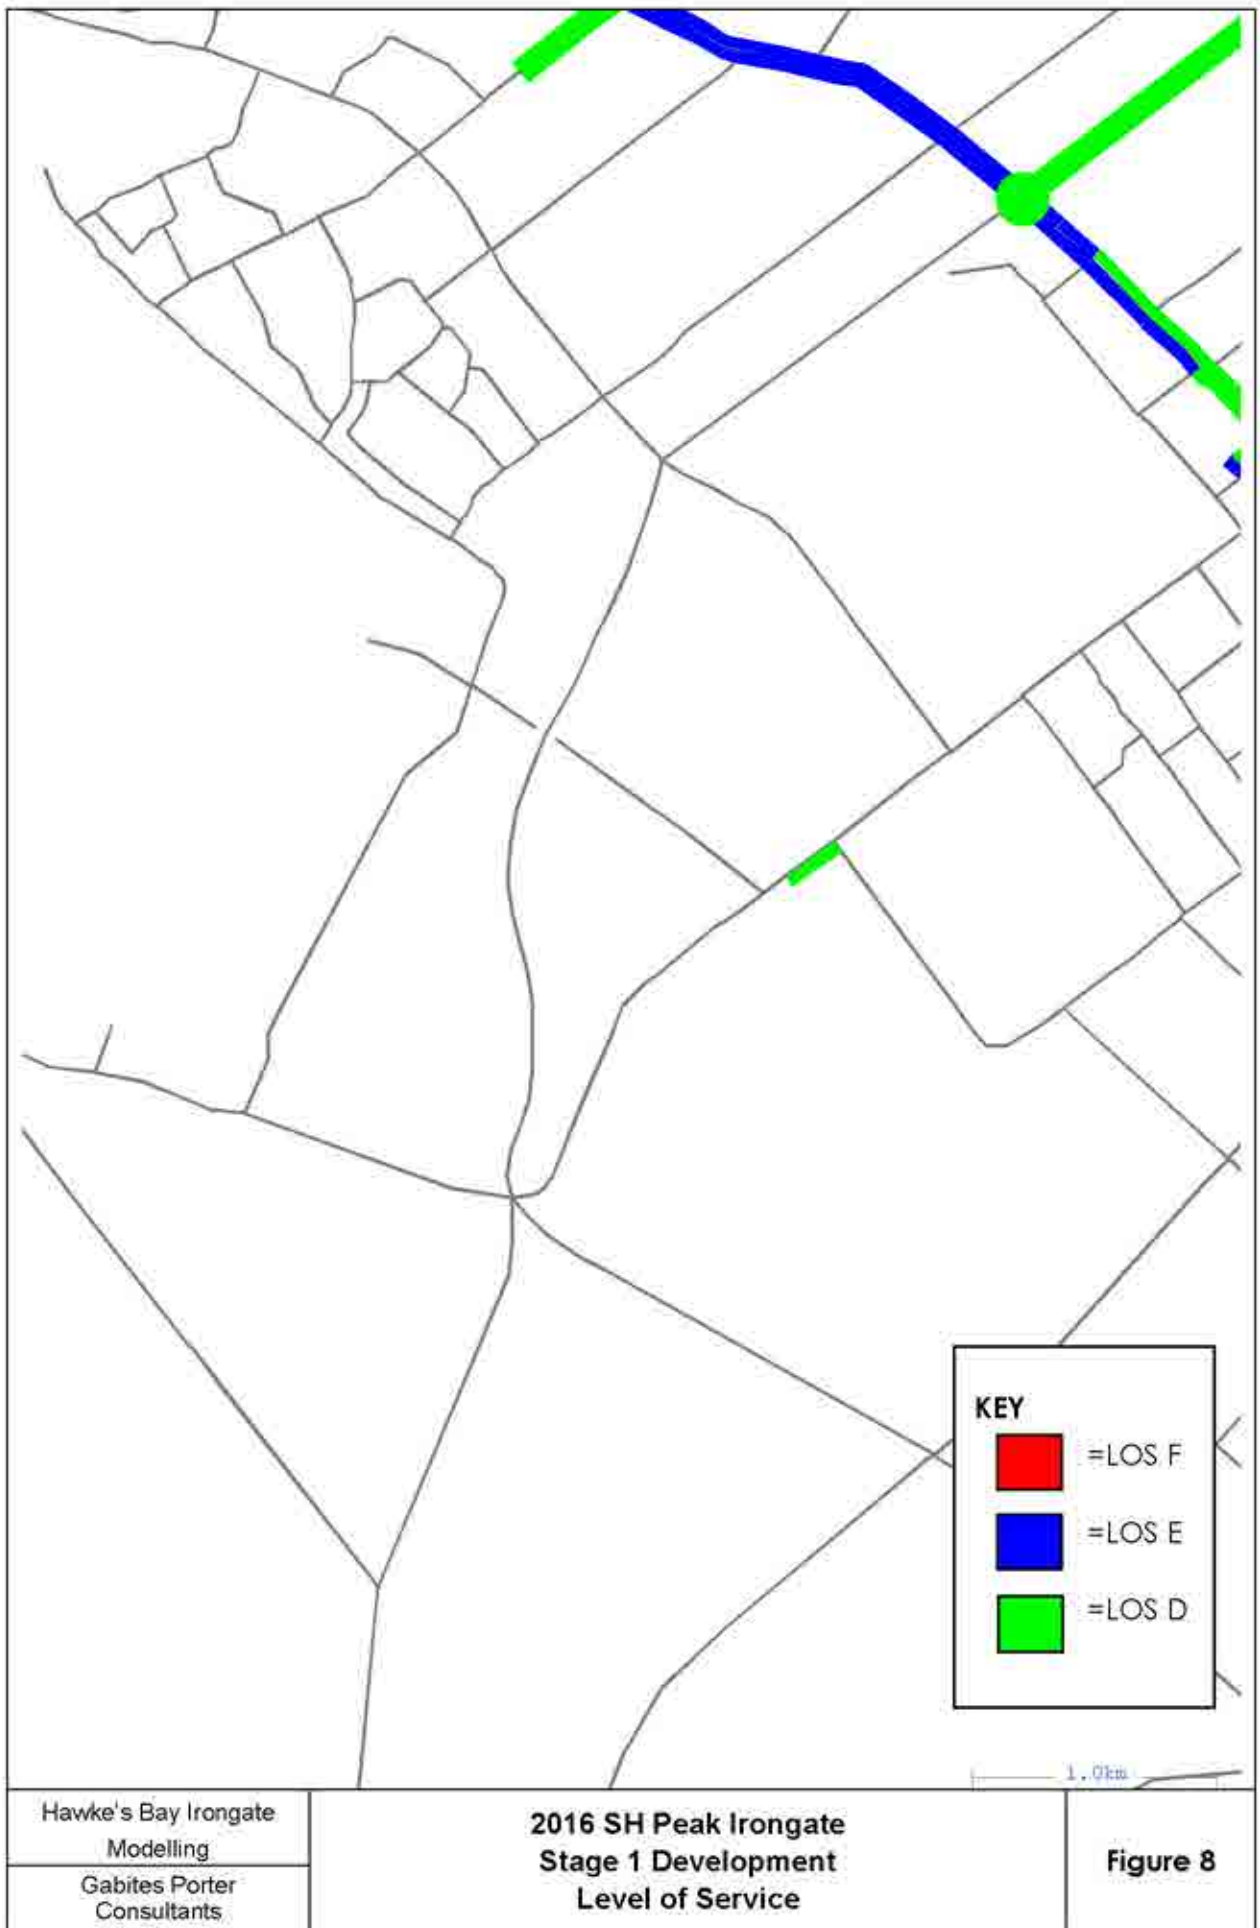 KEY
=LOS F
=LOS E
=LOS D
1.0km
Hawke's Bay Irongate
Modelling
Gabites Porter
Consultants
2016 SH Peak Irongate
Stage 1 Development
Level of Service
Figure 8